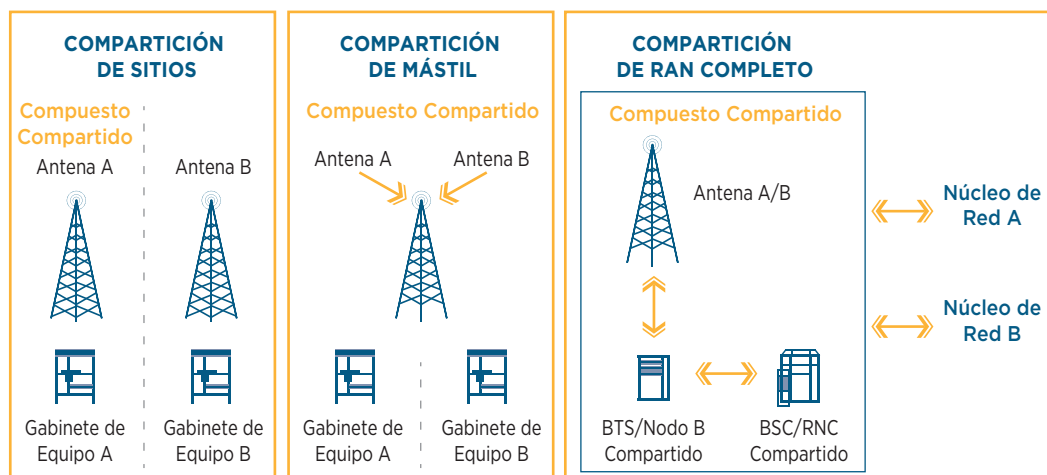 COMPARTICIÓN
DE SITIOS
Compuesto
Compartido
Antena A
Antena B
Gabinete de
Equipo A
Gabinete de
Equipo B
COMPARTICIÓN
DE MÁSTIL
Compuesto Compartido
Antena A
Antena B
Gabinete de
Equipo A
Gabinete de
Equipo B
COMPARTICIÓN
DE RAN COMPLETO
Compuesto Compartido
Antena A/B
BTS/Nodo B
Compartido
BSC/RNC
Compartido
Núcleo de
Red A
Núcleo de
Red B